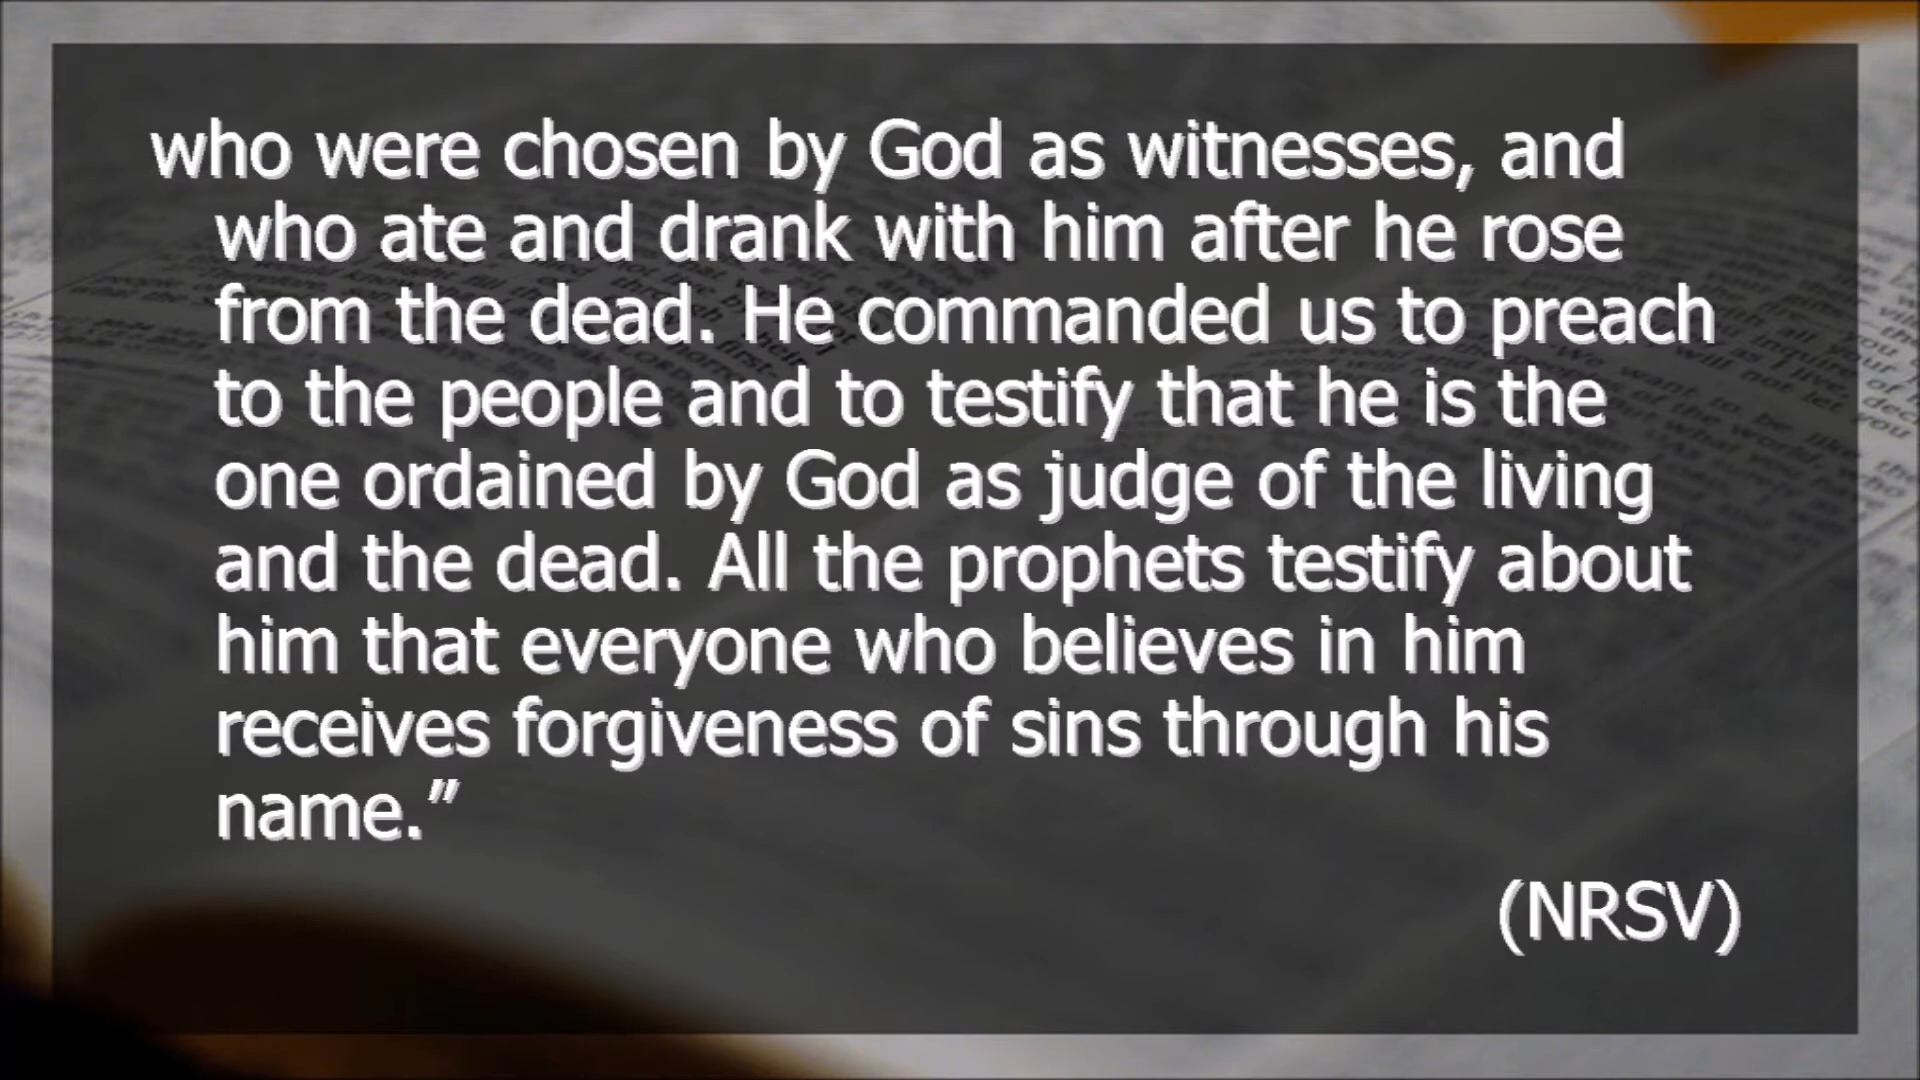 who were chosen by God as witnesses, and
who ate and drank with him after he rose
from the dead. He commanded us to preach
to the people and to testify that he is the
one ordained by God as judge of the living
and the dead. All the prophets testify about
him that everyone who believes in him
receives forgiveness of sins through his
name.”
(NRSV)